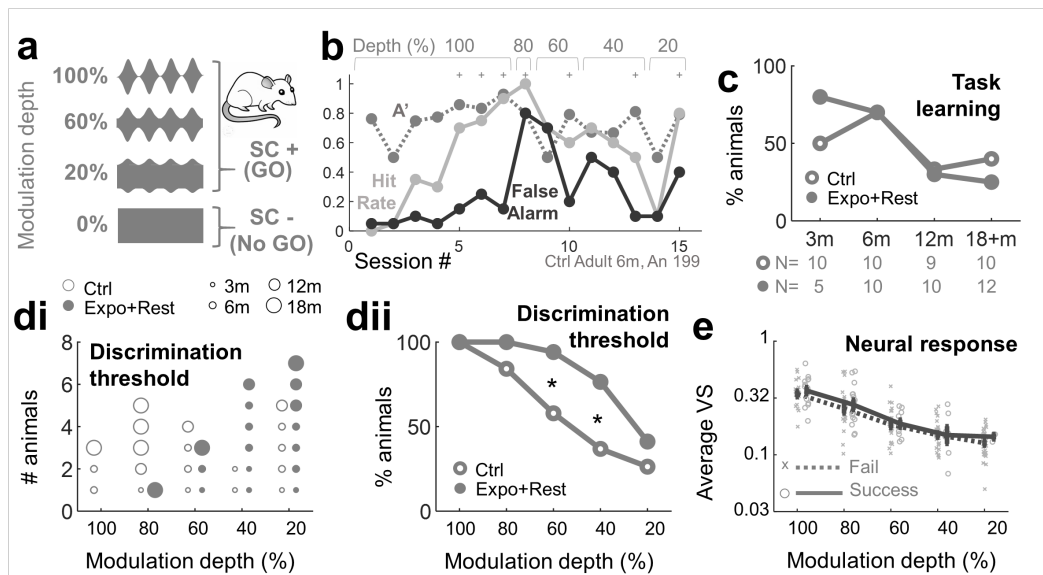 a
Modulation depth
100%
60%
20%
0%
SC +
(GO)
SC -
(No GO)
b
Depth (%) 100 80 60 40 20
+ + + + + + +
1
0.8
0.6
0.4
0.2
0
A'
Hit
Rate
False
Alarm
0 5 10 15
Session #
Ctrl Adult 6m, An 199
c
Task
learning
% animals
100
50
0
Ctrl
Expo+Rest
3m 6m 12m 18+m
N= 10 10 9 10
N= 5 10 10 12
Ctrl
Expo+Rest
3m 12m
6m 18m
di
Discrimination
threshold
# animals
8
6
4
2
0
100 80 60 40 20
Modulation depth (%)
dii
Discrimination
threshold
% animals
100
50
0
* *
Ctrl
Expo+Rest
100 80 60 40 20
Modulation depth (%)
e
Neural response
Average VS
1
0.32
0.1
0.03
x Fail
Success
100 80 60 40 20
Modulation depth (%)